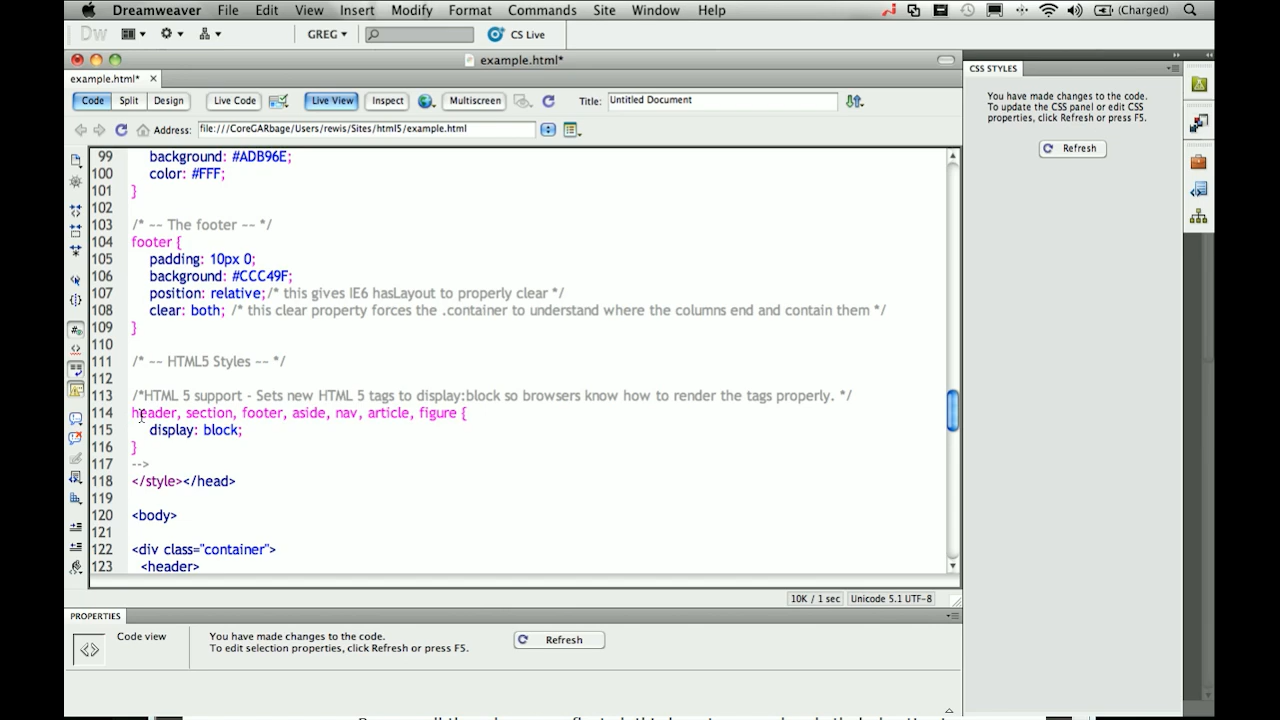 Dreamweaver File Edit View Insert Modify Format Commands Site Window Help (Charged)
Dw GREG CS Live
example.html*
example.html* CSS STYLES
Code Split Design Live Code Live View Inspect Multiscreen Title: Untitled Document
You have made changes to the code.
To update the CSS panel or edit CSS
properties, click Refresh or press F5.
Refresh
Address: file:///CoreGARbage/Users/rewis/Sites/html5/example.html
99 background: #ADB96E;
100 color: #FFF;
101 }
102
103 /* -- The footer -- */
104 footer {
105 padding: 10px 0;
106 background: #CCC49F;
107 position: relative;/* this gives IE6 hasLayout to properly clear */
108 clear: both; /* this clear property forces the .container to understand where the columns end and contain them */
109 }
110
111 /* -- HTML5 Styles -- */
112
113 /*HTML 5 support - Sets new HTML 5 tags to display:block so browsers know how to render the tags properly. */
114 header, section, footer, aside, nav, article, figure {
115 display: block;
116 }
117 -->
118 </style></head>
119
120 <body>
121
122 <div class="container">
123 <header>
10K / 1 sec Unicode 5.1 UTF-8
PROPERTIES
Code view
You have made changes to the code.
To edit selection properties, click Refresh or press F5.
Refresh